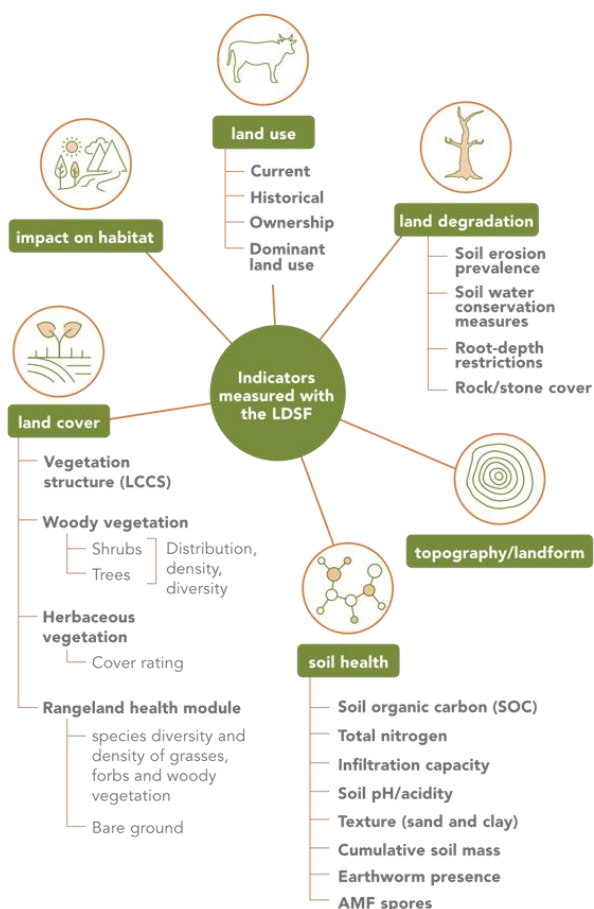 land use
Current
Historical
Ownership
Dominant
land use
impact on habitat
land degradation
Soil erosion
prevalence
Soil water
conservation
measures
Root-depth
restrictions
Rock/stone cover
Indicators
measured with
the LDSF
land cover
Vegetation
structure (LCCS)
Woody vegetation
Shrubs
Trees
Distribution,
density,
diversity
Herbaceous
vegetation
Cover rating
Rangeland health module
species diversity and
density of grasses,
forbs and woody
vegetation
Bare ground
topography/landform
soil health
Soil organic carbon (SOC)
Total nitrogen
Infiltration capacity
Soil pH/acidity
Texture (sand and clay)
Cumulative soil mass
Earthworm presence
AMF spores